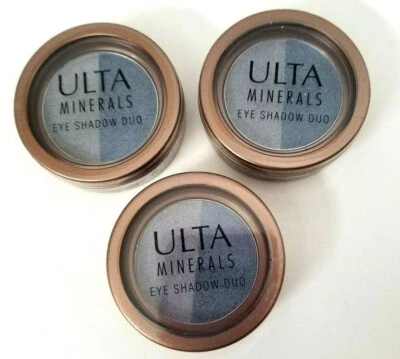 ULTA
MINERALS
EYE SHADOW DUO
ULTA
MINERALS
EYE SHADOW DUO
ULTA
MINERALS
EYE SHADOW DUO